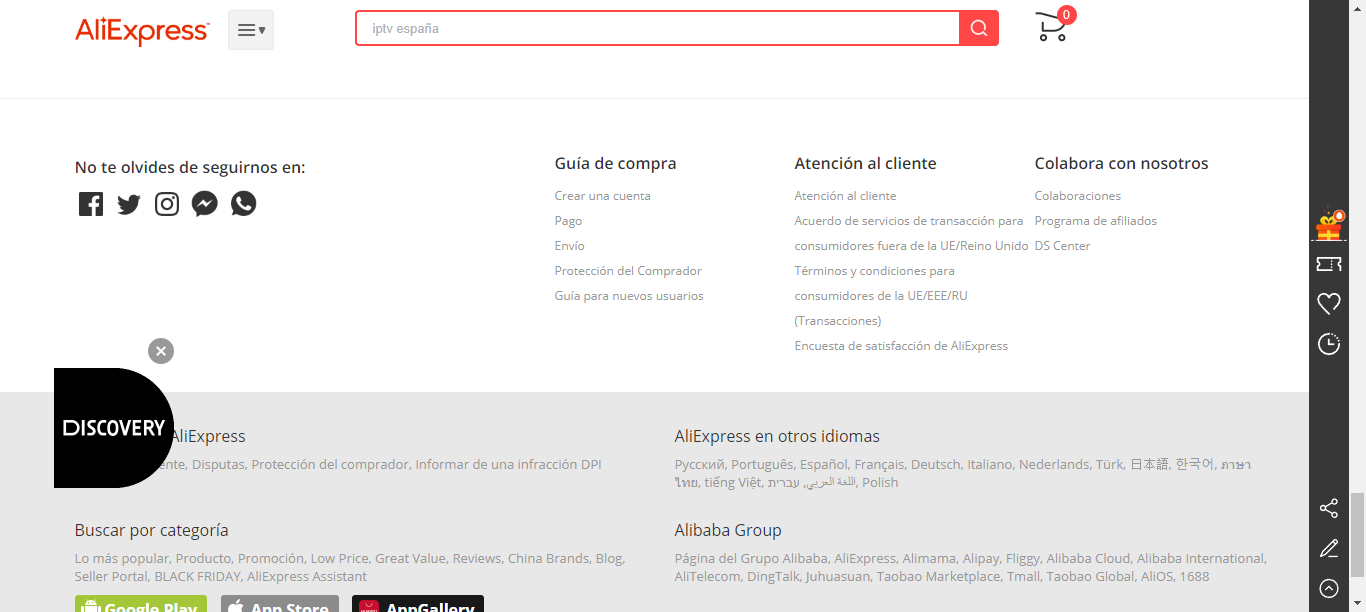 AliExpress™
iptv españa
0
No te olvides de seguirnos en:
Guía de compra
Crear una cuenta
Pago
Envío
Protección del Comprador
Guía para nuevos usuarios
Atención al cliente
Atención al cliente
Acuerdo de servicios de transacción para
consumidores fuera de la UE/Reino Unido
Términos y condiciones para
consumidores de la UE/EEE/RU
(Transacciones)
Encuesta de satisfacción de AliExpress
Colabora con nosotros
Colaboraciones
Programa de afiliados
DS Center
DISCOVERY
AliExpress
Disputas, Protección del comprador, Informar de una infracción DPI
AliExpress en otros idiomas
Русский, Português, Español, Français, Deutsch, Italiano, Nederlands, Türk, 日本語, 한국어, ภาษา
ไทย, tiếng Việt, اللغة العربي, עברית, Polish
Buscar por categoría
Lo más popular, Producto, Promoción, Low Price, Great Value, Reviews, China Brands, Blog,
Seller Portal, BLACK FRIDAY, AliExpress Assistant
Alibaba Group
Página del Grupo Alibaba, AliExpress, Alimama, Alipay, Fliggy, Alibaba Cloud, Alibaba International,
AliTelecom, DingTalk, Juhuasuan, Taobao Marketplace, Tmall, Taobao Global, AliOS, 1688
Google Play
App Store
AppGallery